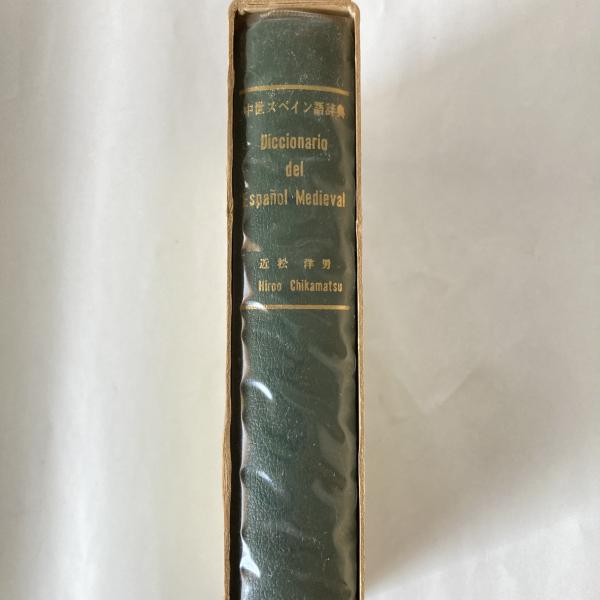 中世スペイン語辞典
Diccionario
del
Español Medieval
近松 洋男
Hiroo Chikamatsu